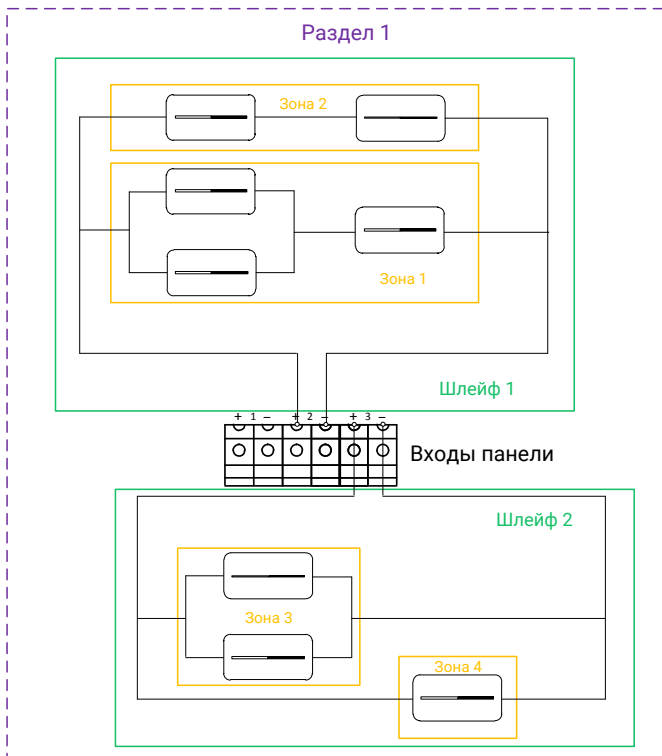 Раздел 1
Зона 2
Зона 1
Шлейф 1
+ 1 − + 2 − + 3 −
Входы панели
Шлейф 2
Зона 3
Зона 4